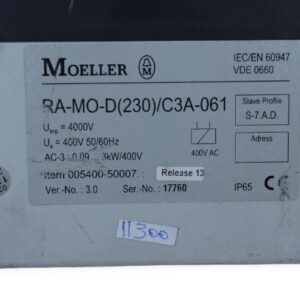 MOELLER
IEC/EN 60947
VDE 0660
RA-MO-D(230)/C3A-061
Slave Profile
S-7.A.D.
Uimp = 4000V
Ue = 400V 50/60Hz
AC-3 0.09 ... 3kW/400V
400V AC
Adress
Item 005400-50007 Release 13
Ver.-No.: 3.0 Ser.-No.: 17760 IP65 CE
11300